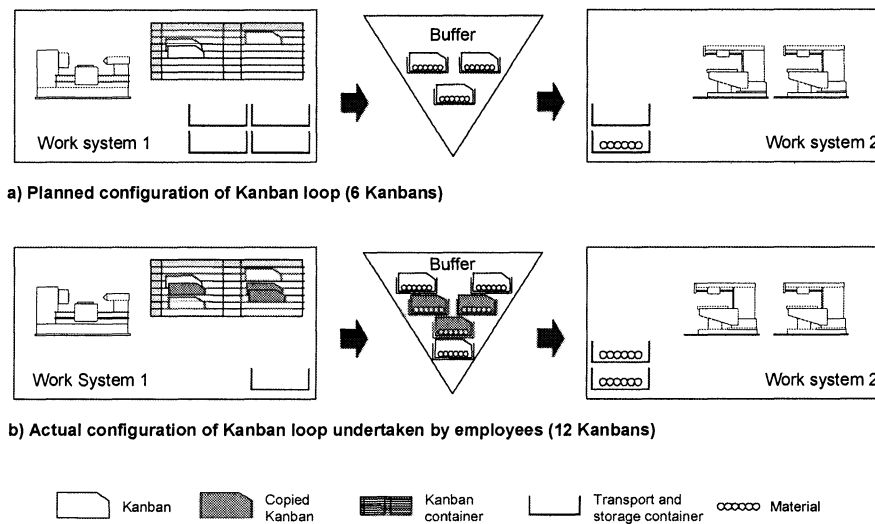 Buffer
Work system 1
Work system 2
a) Planned configuration of Kanban loop (6 Kanbans)
Buffer
Work System 1
Work system 2
b) Actual configuration of Kanban loop undertaken by employees (12 Kanbans)
Kanban
Copied
Kanban
Kanban
container
Transport and
storage container
Material